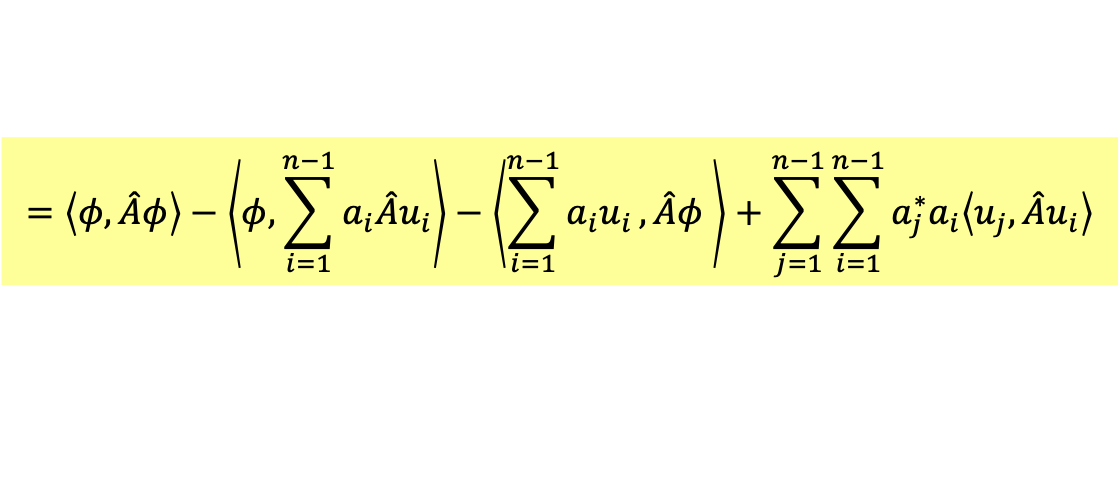 = ⟨ϕ, Âϕ⟩ − ⟨ϕ, ∑_{i=1}^{n−1} a_i Âu_i⟩ − ⟨∑_{i=1}^{n−1} a_i u_i , Âϕ ⟩ + ∑_{j=1}^{n−1} ∑_{i=1}^{n−1} a_j^* a_i ⟨u_j, Âu_i⟩